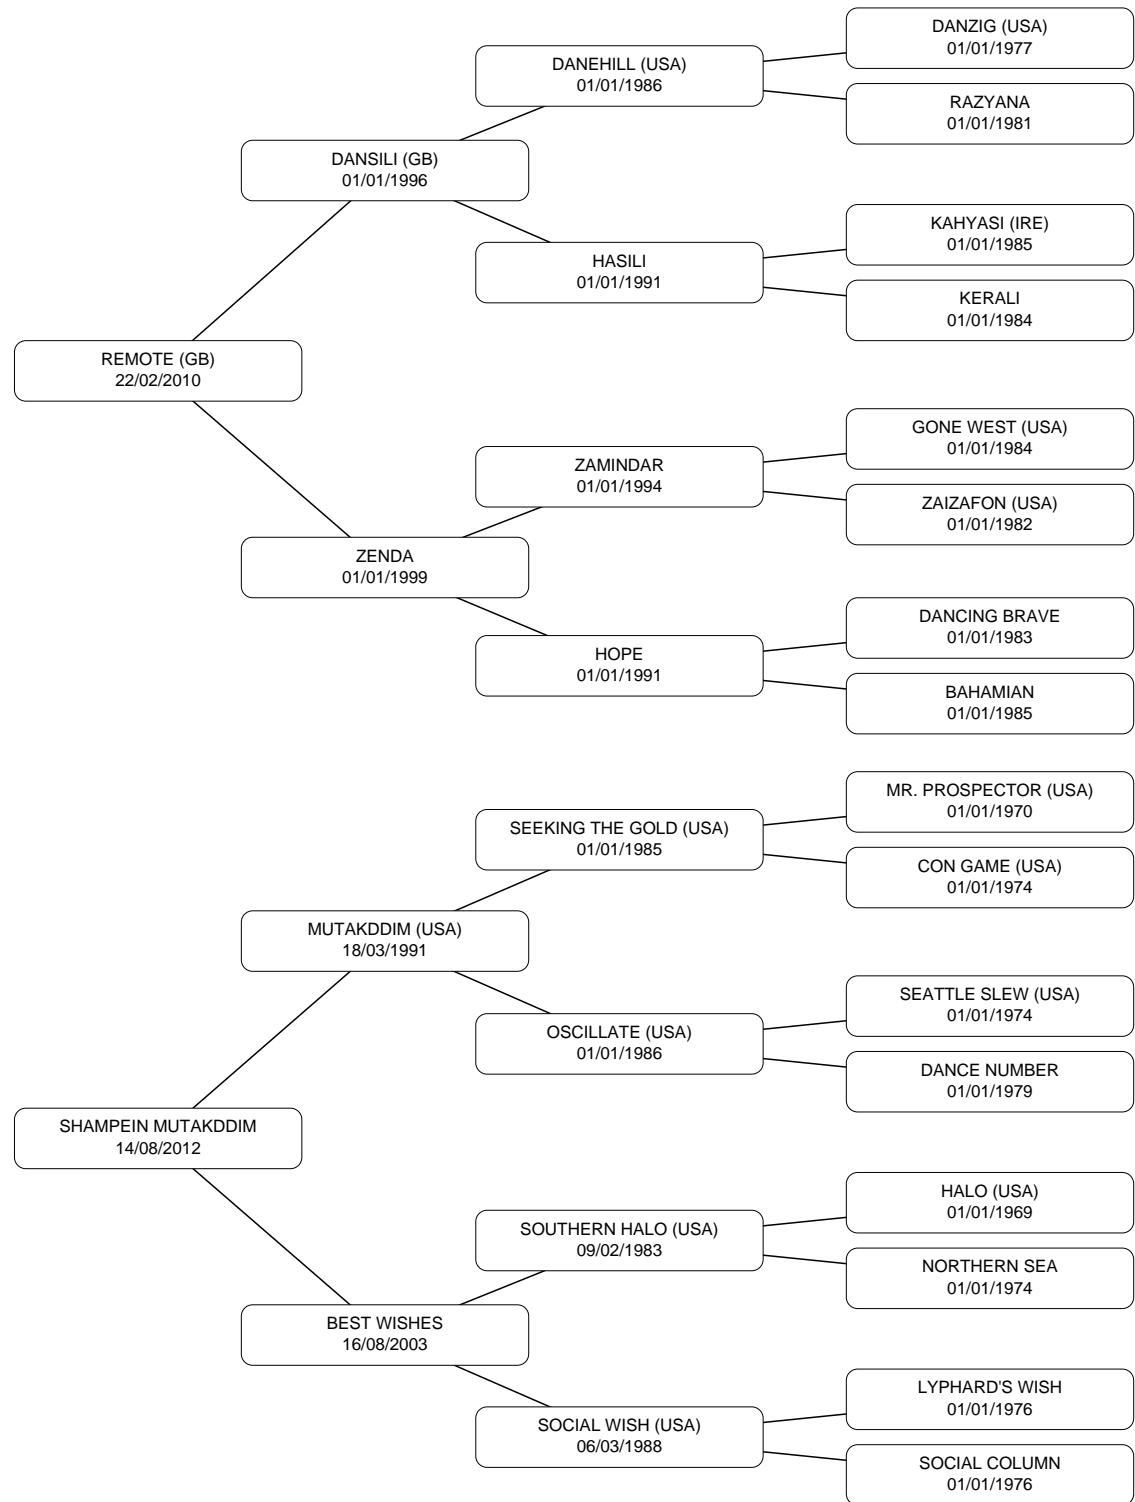 DANZIG (USA)
01/01/1977
DANEHILL (USA)
01/01/1986
RAZYANA
01/01/1981
DANSILI (GB)
01/01/1996
KAHYASI (IRE)
01/01/1985
HASILI
01/01/1991
KERALI
01/01/1984
REMOTE (GB)
22/02/2010
GONE WEST (USA)
01/01/1984
ZAMINDAR
01/01/1994
ZAIZAFON (USA)
01/01/1982
ZENDA
01/01/1999
DANCING BRAVE
01/01/1983
HOPE
01/01/1991
BAHAMIAN
01/01/1985
MR. PROSPECTOR (USA)
01/01/1970
SEEKING THE GOLD (USA)
01/01/1985
CON GAME (USA)
01/01/1974
MUTAKDDIM (USA)
18/03/1991
SEATTLE SLEW (USA)
01/01/1974
OSCILLATE (USA)
01/01/1986
DANCE NUMBER
01/01/1979
SHAMPEIN MUTAKDDIM
14/08/2012
HALO (USA)
01/01/1969
SOUTHERN HALO (USA)
09/02/1983
NORTHERN SEA
01/01/1974
BEST WISHES
16/08/2003
LYPHARD'S WISH
01/01/1976
SOCIAL WISH (USA)
06/03/1988
SOCIAL COLUMN
01/01/1976